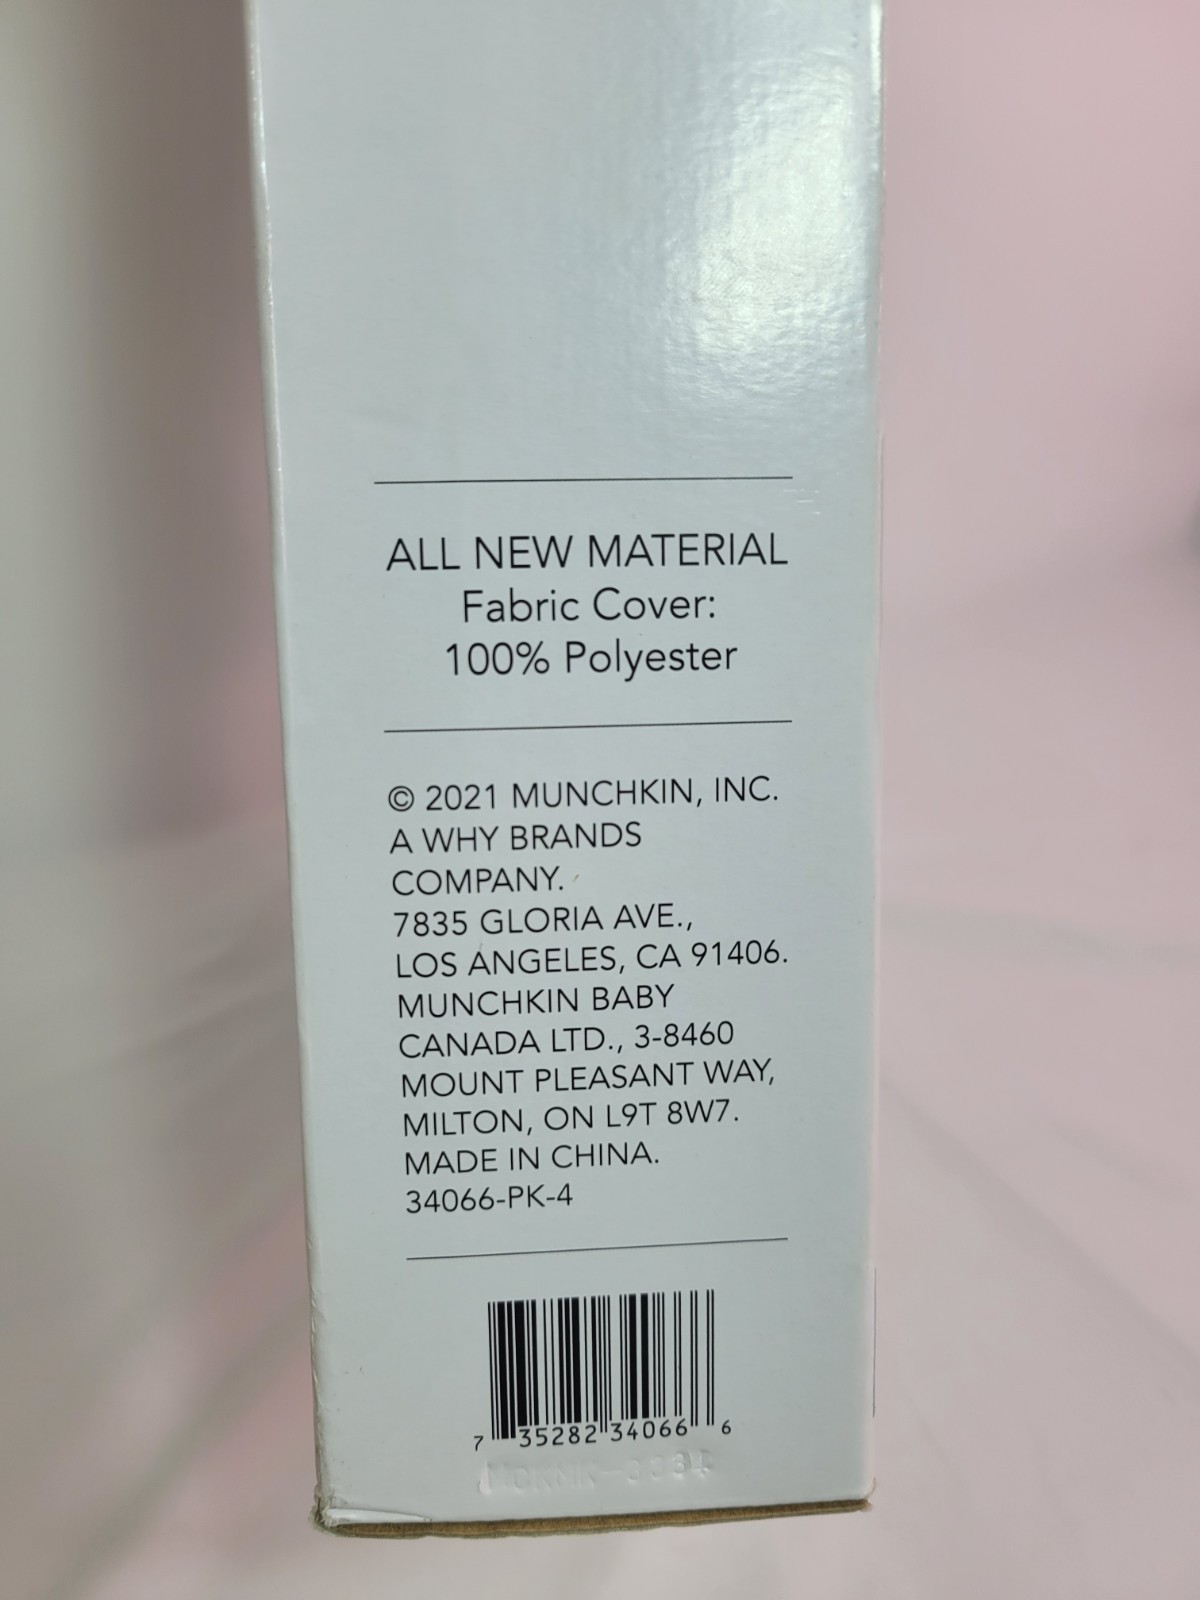 ALL NEW MATERIAL
Fabric Cover:
100% Polyester
© 2021 MUNCHKIN, INC.
A WHY BRANDS
COMPANY.
7835 GLORIA AVE.,
LOS ANGELES, CA 91406.
MUNCHKIN BABY
CANADA LTD., 3-8460
MOUNT PLEASANT WAY,
MILTON, ON L9T 8W7.
MADE IN CHINA.
34066-PK-4
7 35282 34066 6